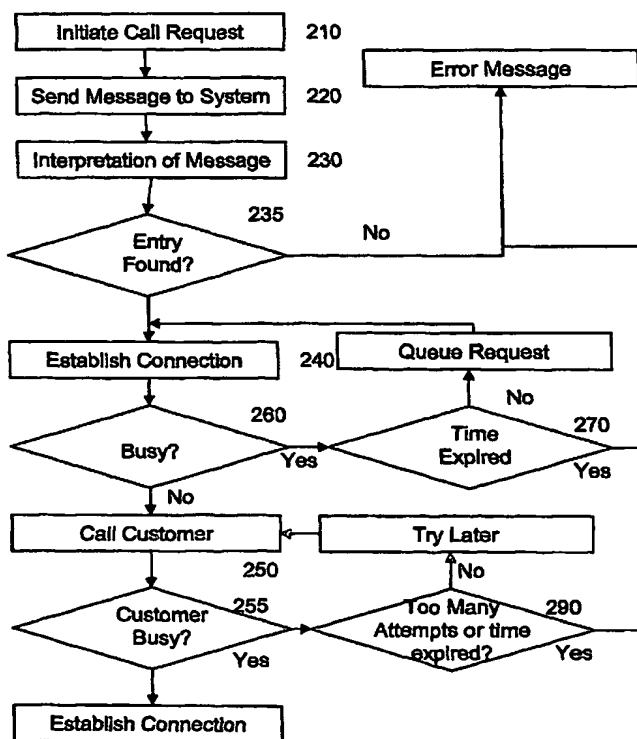 Initiate Call Request 210
Error Message
Send Message to System 220
Interpretation of Message 230
235
Entry
Found?
No
Establish Connection 240
Queue Request
No
260
Busy?
Yes
Time
Expired
270
Yes
No
Call Customer
Try Later
250
No
Customer
Busy?
255
Yes
Too Many
Attempts or time
expired?
290
Yes
Establish Connection